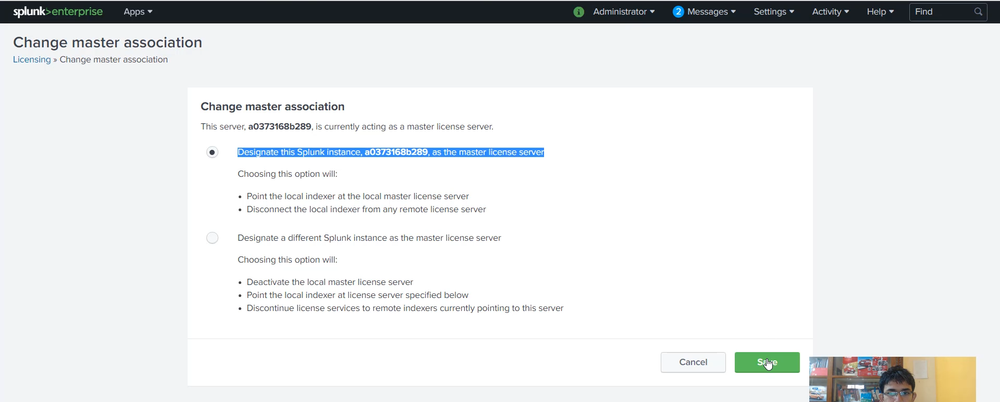 splunk>enterprise Apps Administrator 2 Messages Settings Activity Help Find
Change master association
Licensing » Change master association
Change master association
This server, a0373168b289, is currently acting as a master license server.
Designate this Splunk instance, a0373168b289, as the master license server
Choosing this option will:
• Point the local indexer at the local master license server
• Disconnect the local indexer from any remote license server
Designate a different Splunk instance as the master license server
Choosing this option will:
• Deactivate the local master license server
• Point the local indexer at license server specified below
• Discontinue license services to remote indexers currently pointing to this server
Cancel Save